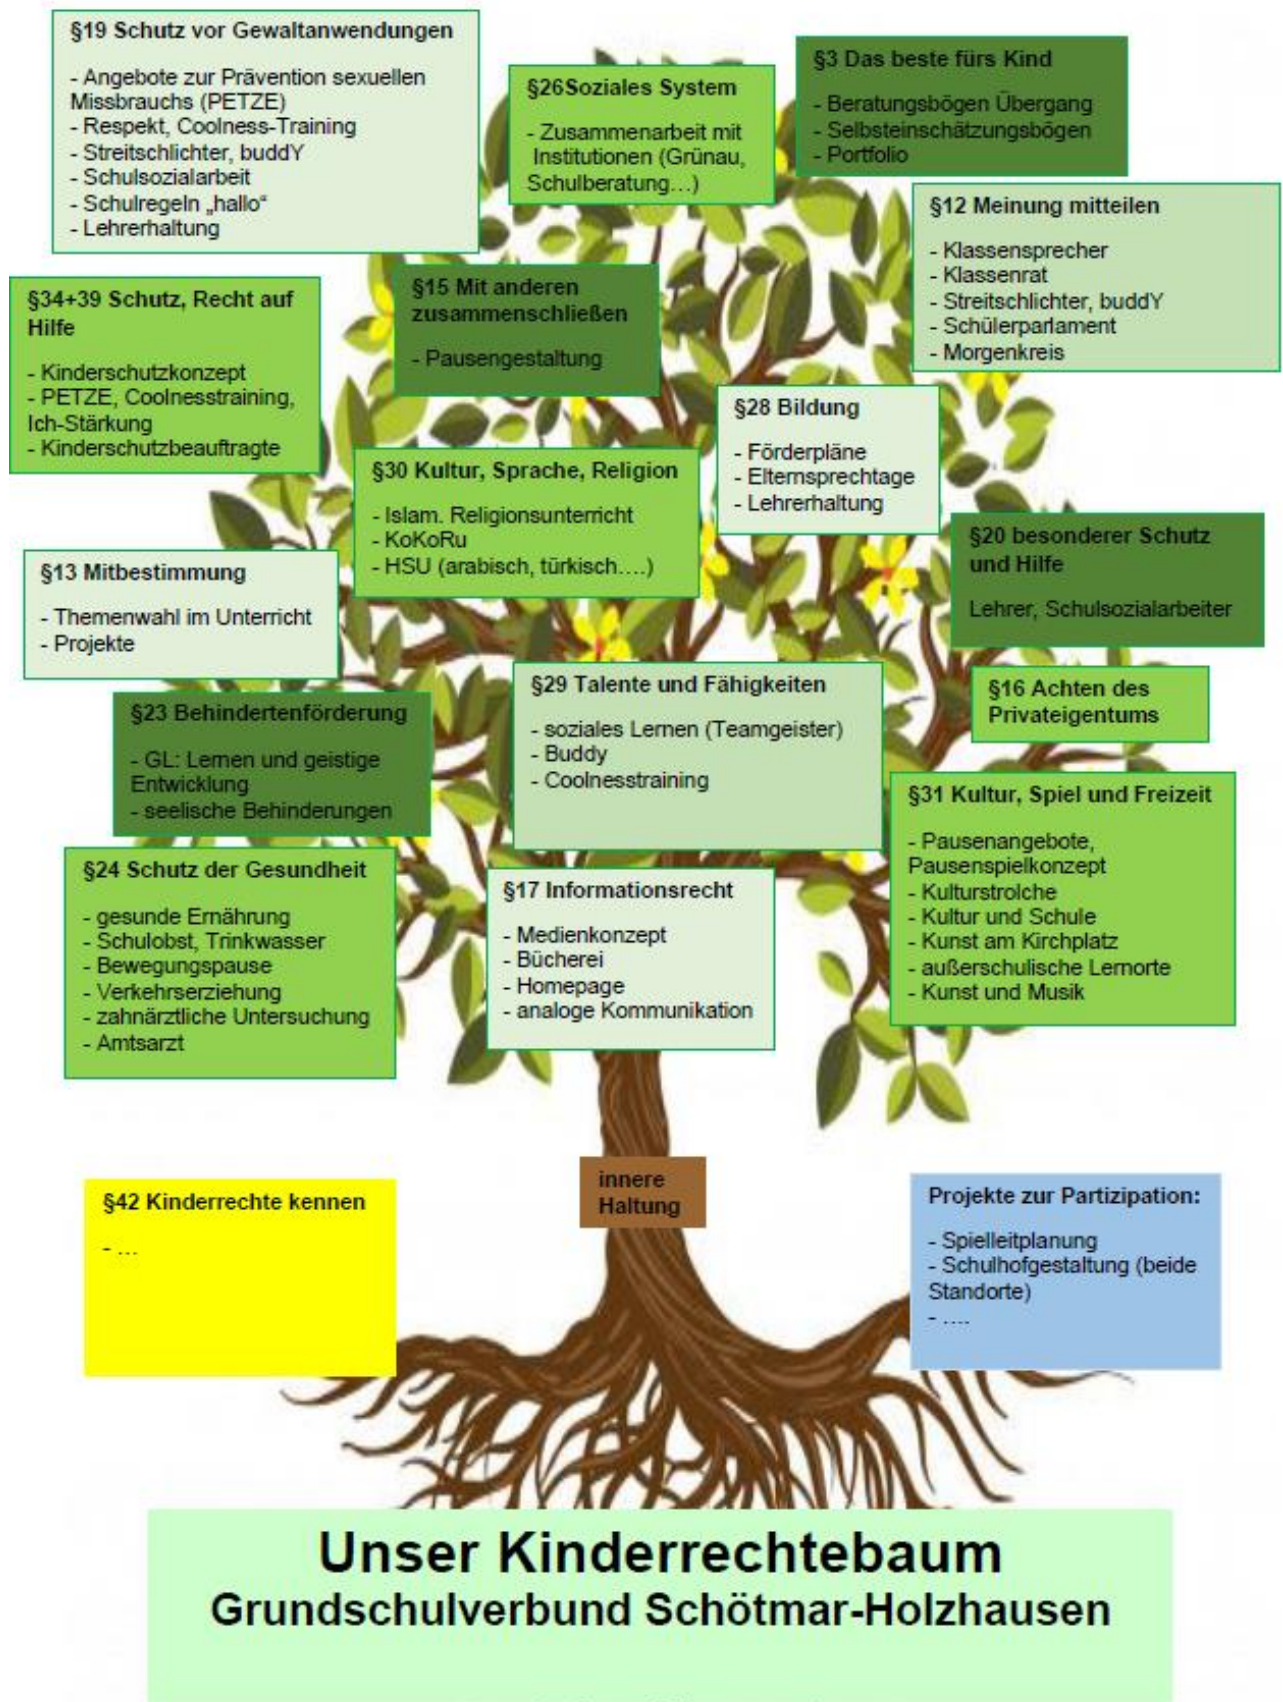 §19 Schutz vor Gewaltanwendungen
- Angebote zur Prävention sexuellen
Missbrauchs (PETZE)
- Respekt, Coolness-Training
- Streitschlichter, buddY
- Schulsozialarbeit
- Schulregeln „hallo“
- Lehrerhaltung
§26Soziales System
- Zusammenarbeit mit
Institutionen (Grünau,
Schulberatung…)
§3 Das beste fürs Kind
- Beratungsbögen Übergang
- Selbsteinschätzungsbögen
- Portfolio
§12 Meinung mitteilen
- Klassensprecher
- Klassenrat
- Streitschlichter, buddY
- Schülerparlament
- Morgenkreis
§34+39 Schutz, Recht auf
Hilfe
- Kinderschutzkonzept
- PETZE, Coolnesstraining,
Ich-Stärkung
- Kinderschutzbeauftragte
§15 Mit anderen
zusammenschließen
- Pausengestaltung
§28 Bildung
- Förderpläne
- Elternsprechtage
- Lehrerhaltung
§30 Kultur, Sprache, Religion
- Islam. Religionsunterricht
- KoKoRu
- HSU (arabisch, türkisch….)
§20 besonderer Schutz
und Hilfe
Lehrer, Schulsozialarbeiter
§13 Mitbestimmung
- Themenwahl im Unterricht
- Projekte
§29 Talente und Fähigkeiten
- soziales Lernen (Teamgeister)
- Buddy
- Coolnesstraining
§16 Achten des
Privateigentums
§23 Behindertenförderung
- GL: Lernen und geistige
Entwicklung
- seelische Behinderungen
§31 Kultur, Spiel und Freizeit
- Pausenangebote,
Pausenspielkonzept
- Kulturstrolche
- Kultur und Schule
- Kunst am Kirchplatz
- außerschulische Lernorte
- Kunst und Musik
§24 Schutz der Gesundheit
- gesunde Ernährung
- Schulobst, Trinkwasser
- Bewegungspause
- Verkehrserziehung
- zahnärztliche Untersuchung
- Amtsarzt
§17 Informationsrecht
- Medienkonzept
- Bücherei
- Homepage
- analoge Kommunikation
§42 Kinderrechte kennen
- …
innere
Haltung
Projekte zur Partizipation:
- Spielleitplanung
- Schulhofgestaltung (beide
Standorte)
- ….
Unser Kinderrechtebaum
Grundschulverbund Schötmar-Holzhausen